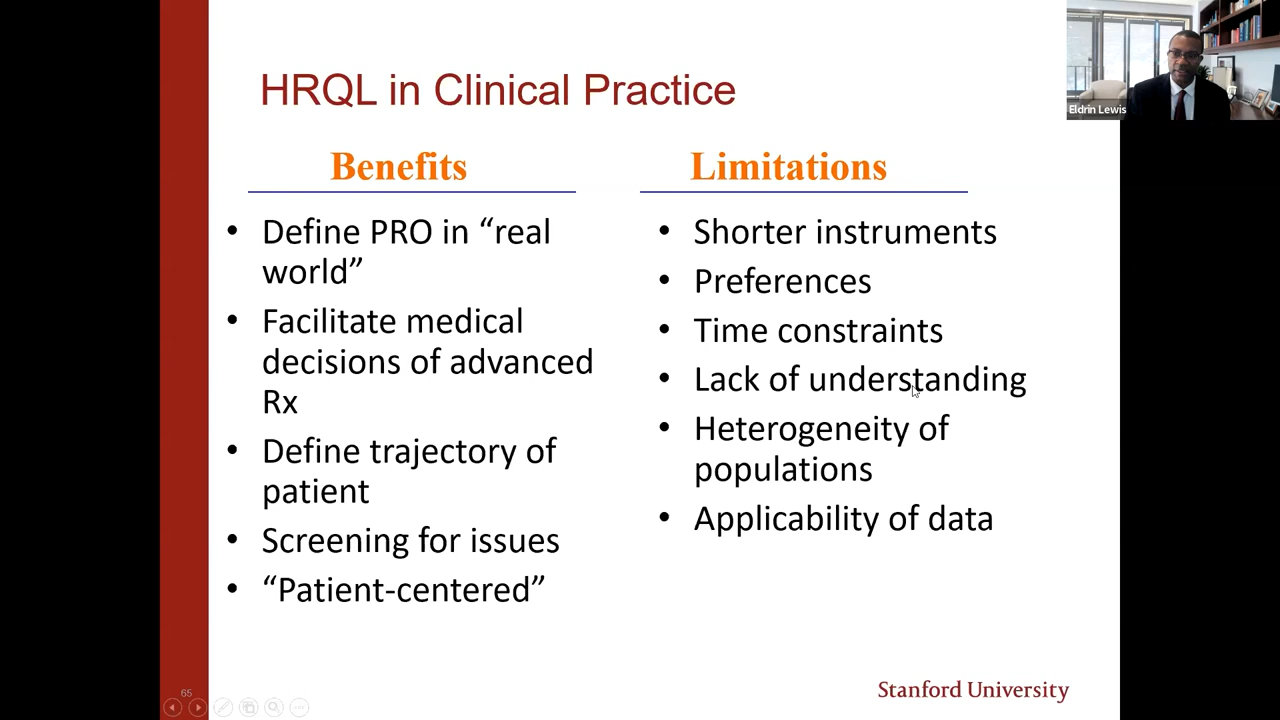 HRQL in Clinical Practice
Eldrin Lewis
Benefits
• Define PRO in “real
world”
• Facilitate medical
decisions of advanced
Rx
• Define trajectory of
patient
• Screening for issues
• “Patient-centered”
Limitations
• Shorter instruments
• Preferences
• Time constraints
• Lack of understanding
• Heterogeneity of
populations
• Applicability of data
65
Stanford University